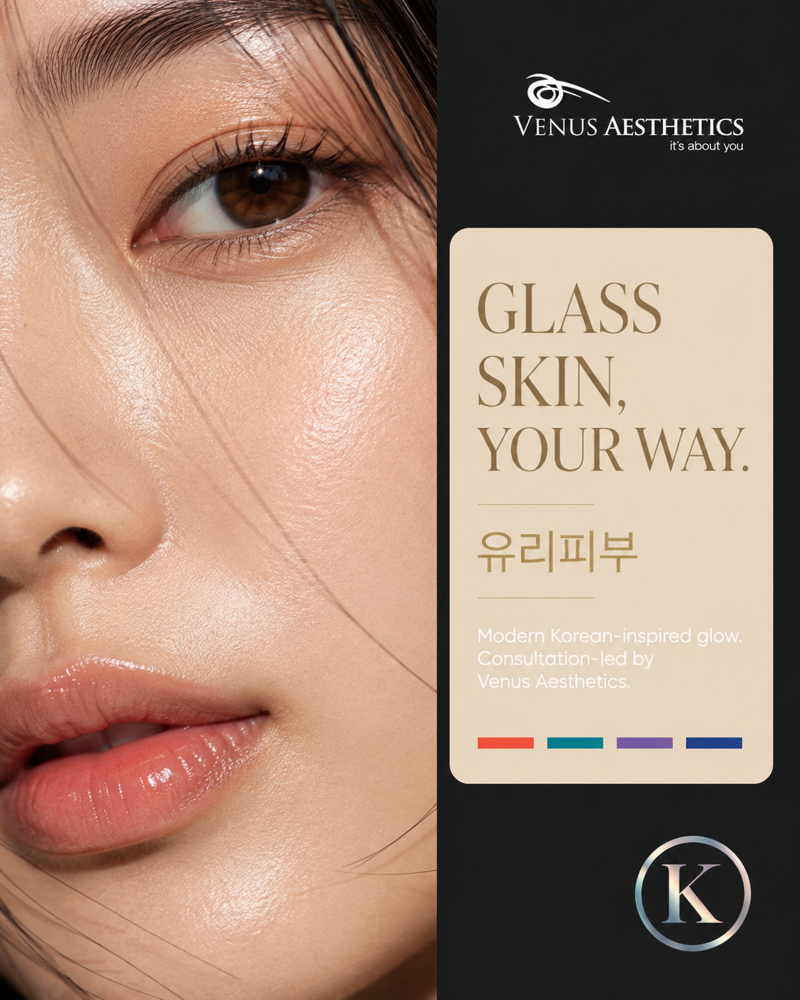 VENUS AESTHETICS
it's about you
GLASS
SKIN,
YOUR WAY.
유리피부
Modern Korean-inspired glow.
Consultation-led by
Venus Aesthetics.
K